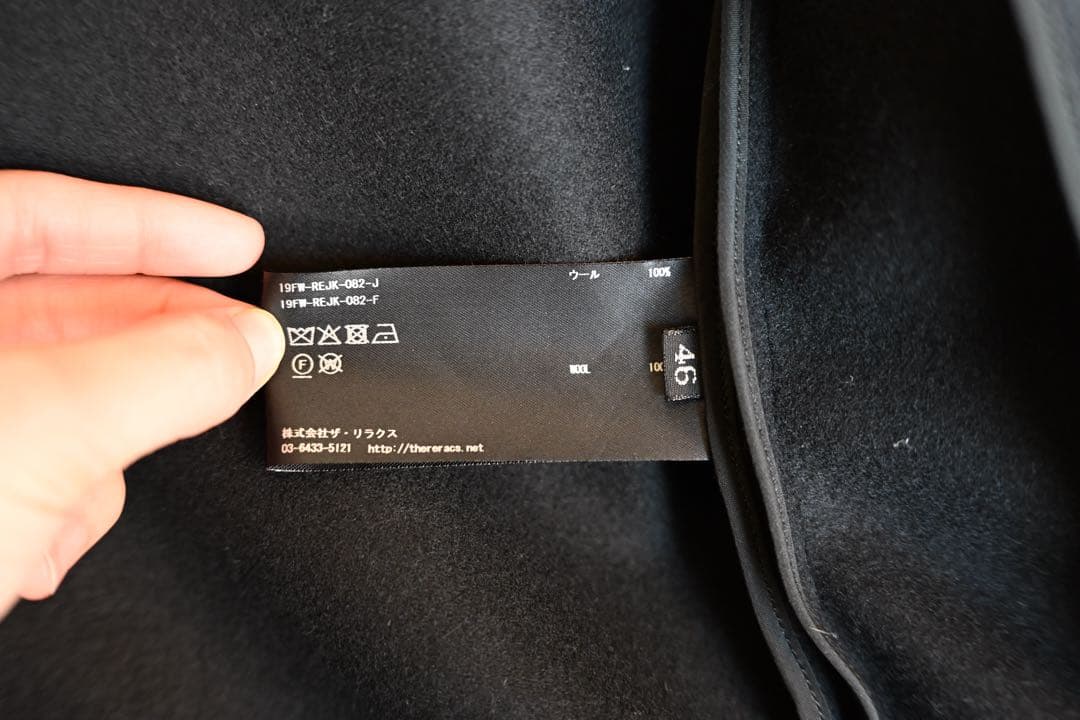 19FW-REJK-082-J
19FW-REJK-082-F
ウール 100%
WOOL
46
F
W
株式会社ザ・リラクス
03-6433-5121 http://thereracs.net